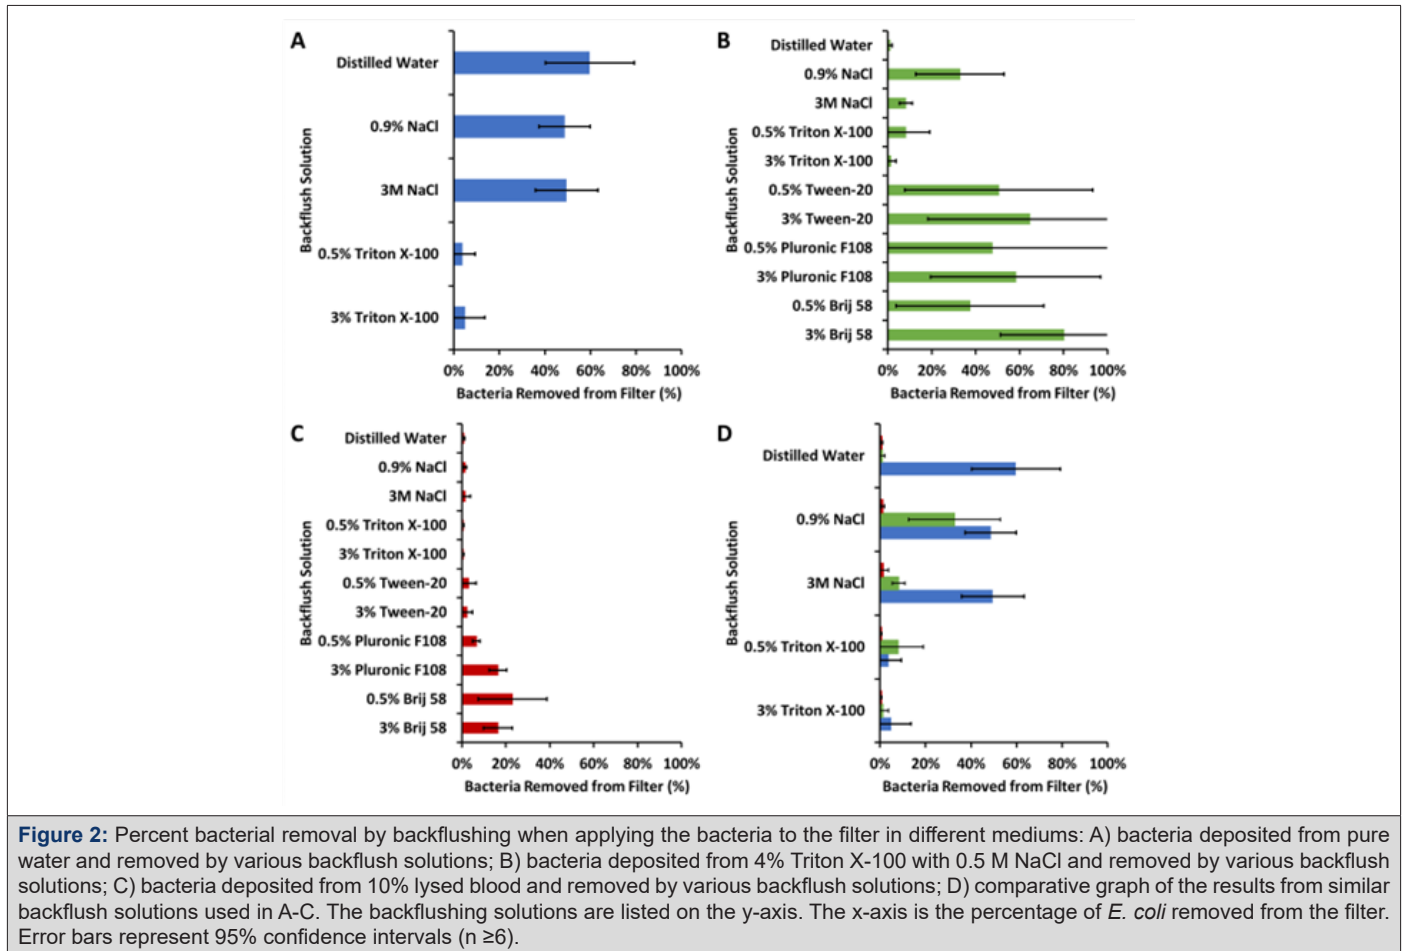 A
Distilled Water
0.9% NaCl
3M NaCl
0.5% Triton X-100
3% Triton X-100
Backflush Solution
0% 20% 40% 60% 80% 100%
Bacteria Removed from Filter (%)
B
Distilled Water
0.9% NaCl
3M NaCl
0.5% Triton X-100
3% Triton X-100
0.5% Tween-20
3% Tween-20
0.5% Pluronic F108
3% Pluronic F108
0.5% Brij 58
3% Brij 58
Backflush Solution
0% 20% 40% 60% 80% 100%
Bacteria Removed from Filter (%)
C
Distilled Water
0.9% NaCl
3M NaCl
0.5% Triton X-100
3% Triton X-100
0.5% Tween-20
3% Tween-20
0.5% Pluronic F108
3% Pluronic F108
0.5% Brij 58
3% Brij 58
Backflush Solution
0% 20% 40% 60% 80% 100%
Bacteria Removed from Filter (%)
D
Distilled Water
0.9% NaCl
3M NaCl
0.5% Triton X-100
3% Triton X-100
Backflush Solution
0% 20% 40% 60% 80% 100%
Bacteria Removed from Filter (%)
Figure 2: Percent bacterial removal by backflushing when applying the bacteria to the filter in different mediums: A) bacteria deposited from pure
water and removed by various backflush solutions; B) bacteria deposited from 4% Triton X-100 with 0.5 M NaCl and removed by various backflush
solutions; C) bacteria deposited from 10% lysed blood and removed by various backflush solutions; D) comparative graph of the results from similar
backflush solutions used in A-C. The backflushing solutions are listed on the y-axis. The x-axis is the percentage of E. coli removed from the filter.
Error bars represent 95% confidence intervals (n ≥6).